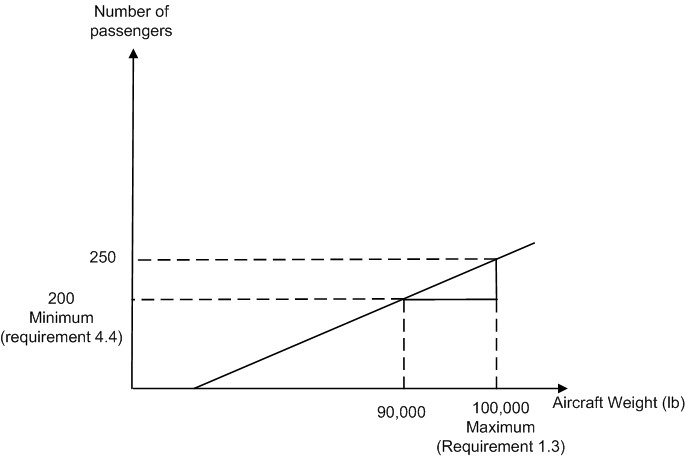 Number of
passengers
250
200
Minimum
(requirement 4.4)
90,000
100,000
Maximum
(Requirement 1.3)
Aircraft Weight (lb)